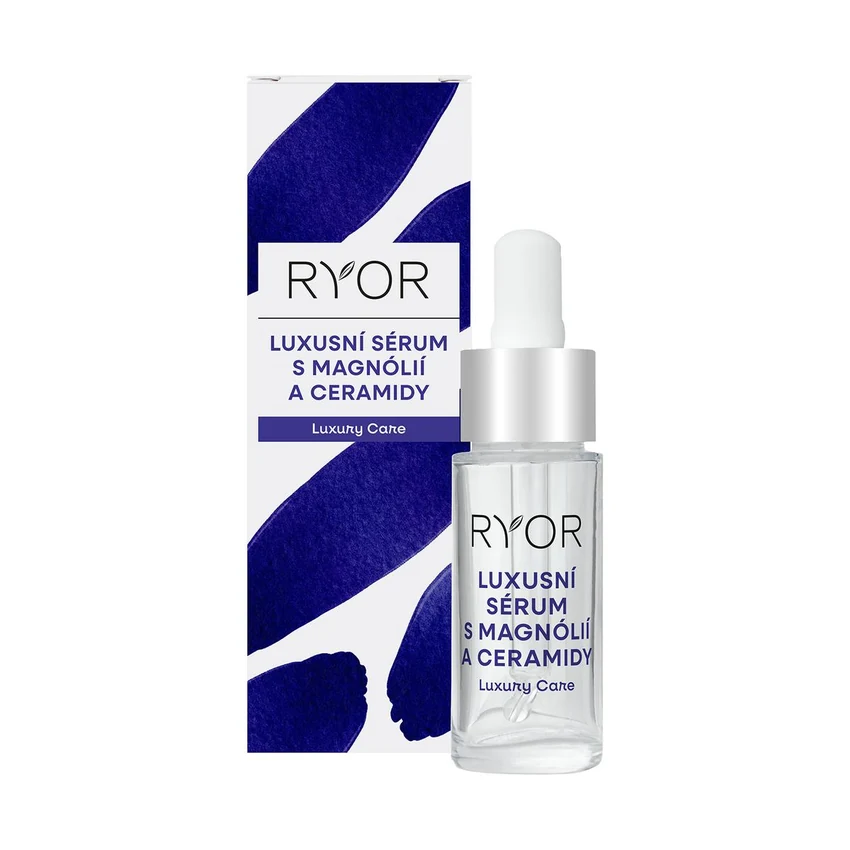 RYOR
LUXUSNÍ SÉRUM
S MAGNÓLIÍ
A CERAMIDY
Luxury Care
RYOR
LUXUSNÍ
SÉRUM
S MAGNÓLIÍ
A CERAMIDY
Luxury Care